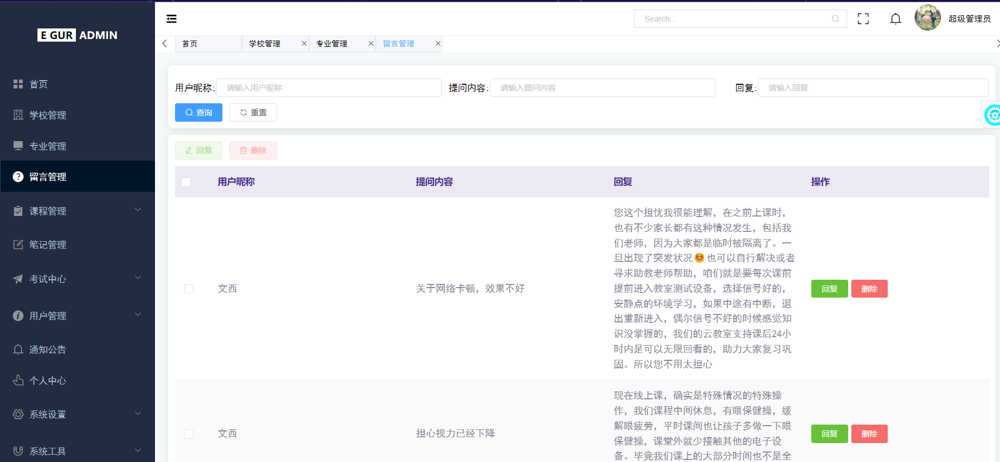 E GUR ADMIN
Search...
超级管理员
首页
学校管理
专业管理
留言管理
首页
学校管理
专业管理
留言管理
课程管理
笔记管理
考试中心
用户管理
通知公告
个人中心
系统设置
系统工具
用户昵称: 请输入用户昵称
提问内容: 请输入提问内容
回复: 请输入回复
查询
重置
回复
删除
用户昵称 提问内容 回复 操作
文西
关于网络卡顿，效果不好
您这个担忧我很能理解，在之前上课时，
也有不少家长都有这种情况发生，包括我
们老师，因为大家都是临时被隔离了。一
旦出现了突发状况😊也可以自行解决或者
寻求助教老师帮助，咱们就是要每次课前
提前进入教室测试设备，选择信号好的，
安静点的环境学习，如果中途有中断，退
出重新进入，偶尔信号不好的时候感觉知
识没掌握的，我们的云教室支持课后24小
时内是可以无限回看的，助力大家复习巩
固。所以您不用太担心
回复
删除
文西
担心视力已经下降
现在线上课，确实是特殊情况的特殊操
作，我们课程中间休息，有眼保健操，缓
解眼疲劳，平时课间也让孩子多做一下眼
保健操，课堂外就少接触其他的电子设
备。毕竟我们课上的大部分时间也不是全
回复
删除